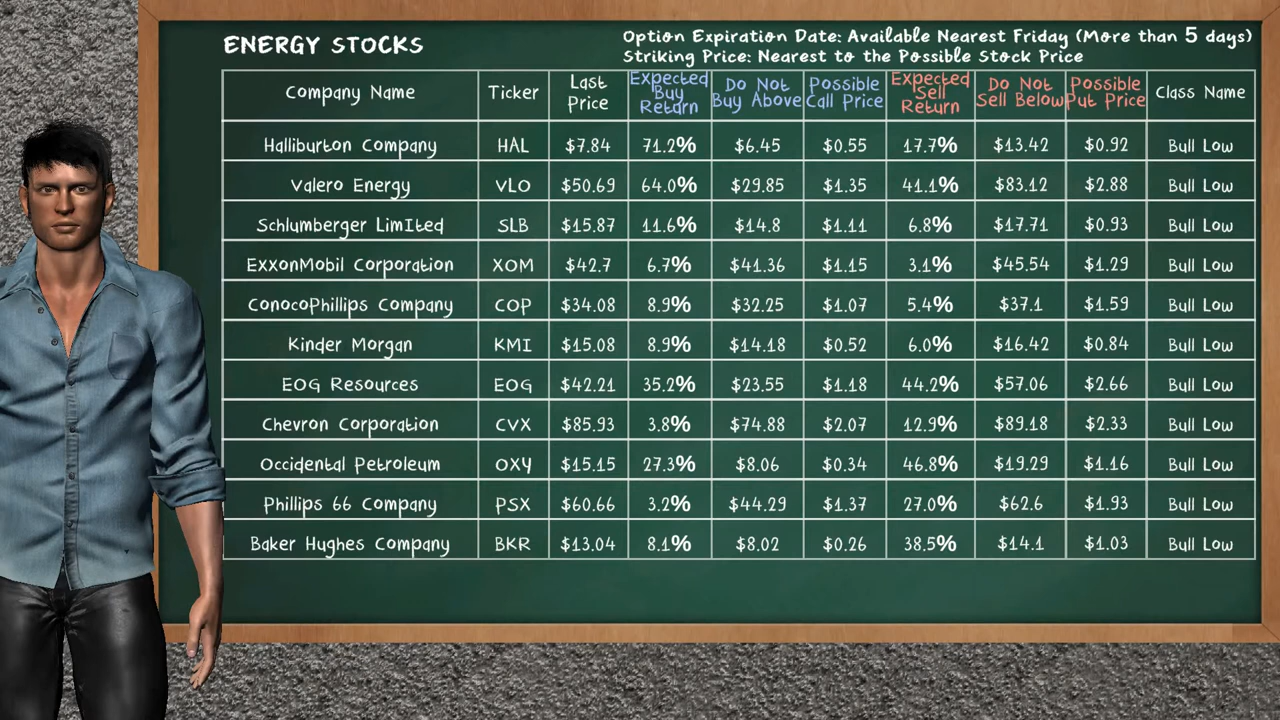 ENERGY STOCKS
Option Expiration Date: Available Nearest Friday (More than 5 days)
Striking Price: Nearest to the Possible Stock Price
Company Name Ticker Last Price Expected Buy Return Do Not Buy Above Possible Call Price Expected Sell Return Do Not Sell Below Possible Put Price Class Name
Halliburton Company HAL $7.84 71.2% $6.45 $0.55 17.7% $13.42 $0.92 Bull Low
Valero Energy VLO $50.69 64.0% $29.85 $1.35 41.1% $83.12 $2.88 Bull Low
Schlumberger LimIted SLB $15.87 11.6% $14.8 $1.11 6.8% $17.71 $0.93 Bull Low
ExxonMobil Corporation XOM $42.7 6.7% $41.36 $1.15 3.1% $45.54 $1.29 Bull Low
ConocoPhillips Company COP $34.08 8.9% $32.25 $1.07 5.4% $37.1 $1.59 Bull Low
Kinder Morgan KMI $15.08 8.9% $14.18 $0.52 6.0% $16.42 $0.84 Bull Low
EOG Resources EOG $42.21 35.2% $23.55 $1.18 44.2% $57.06 $2.66 Bull Low
Chevron Corporation CVX $85.93 3.8% $74.88 $2.07 12.9% $89.18 $2.33 Bull Low
Occidental Petroleum OXY $15.15 27.3% $8.06 $0.34 46.8% $19.29 $1.16 Bull Low
Phillips 66 Company PSX $60.66 3.2% $44.29 $1.37 27.0% $62.6 $1.93 Bull Low
Baker Hughes Company BKR $13.04 8.1% $8.02 $0.26 38.5% $14.1 $1.03 Bull Low